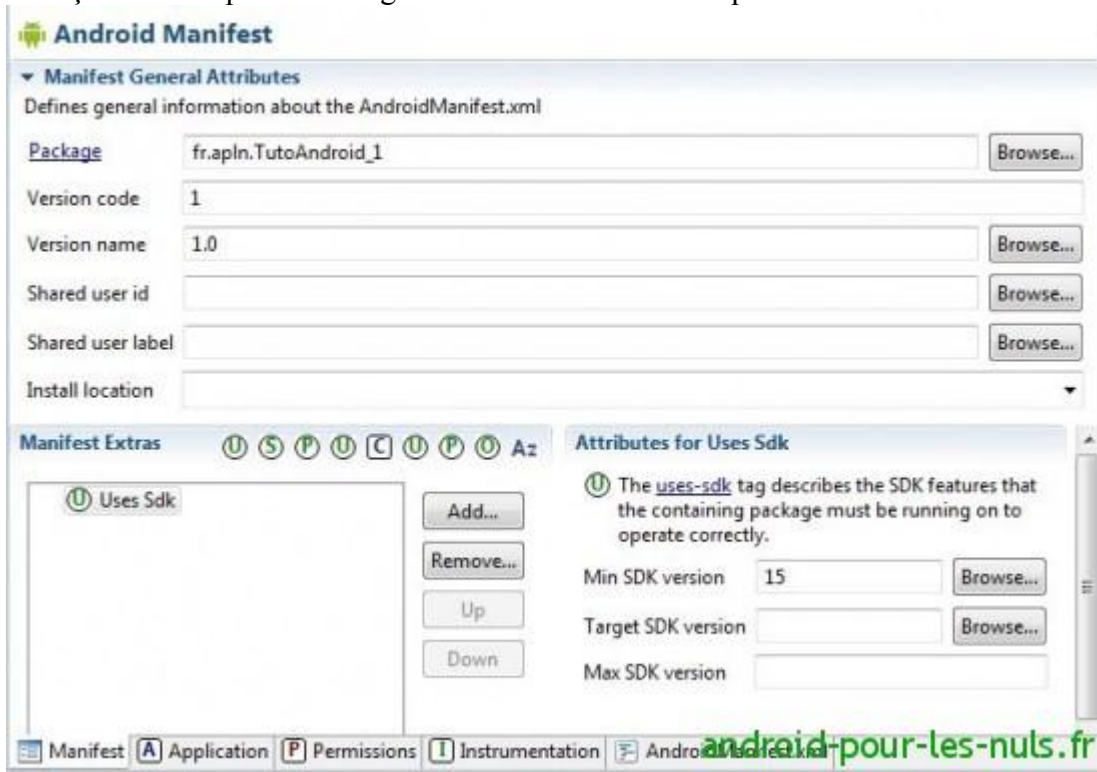 Android Manifest
Manifest General Attributes
Defines general information about the AndroidManifest.xml
Package fr.apln.TutoAndroid_1 Browse...
Version code 1
Version name 1.0 Browse...
Shared user id Browse...
Shared user label Browse...
Install location
Manifest Extras U S P U C U P O Az
U Uses Sdk
Add...
Remove...
Up
Down
Attributes for Uses Sdk
U The uses-sdk tag describes the SDK features that
the containing package must be running on to
operate correctly.
Min SDK version 15 Browse...
Target SDK version Browse...
Max SDK version
Manifest A Application P Permissions I Instrumentation
android-pour-les-nuls.fr